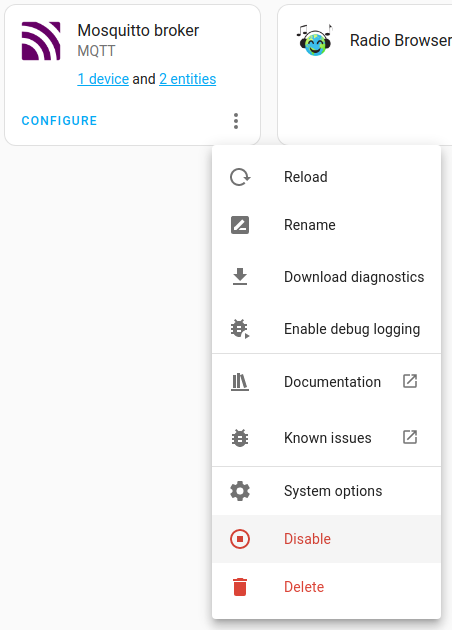 Mosquitto broker
MQTT
1 device and 2 entities
CONFIGURE
Radio Browser
Reload
Rename
Download diagnostics
Enable debug logging
Documentation
Known issues
System options
Disable
Delete